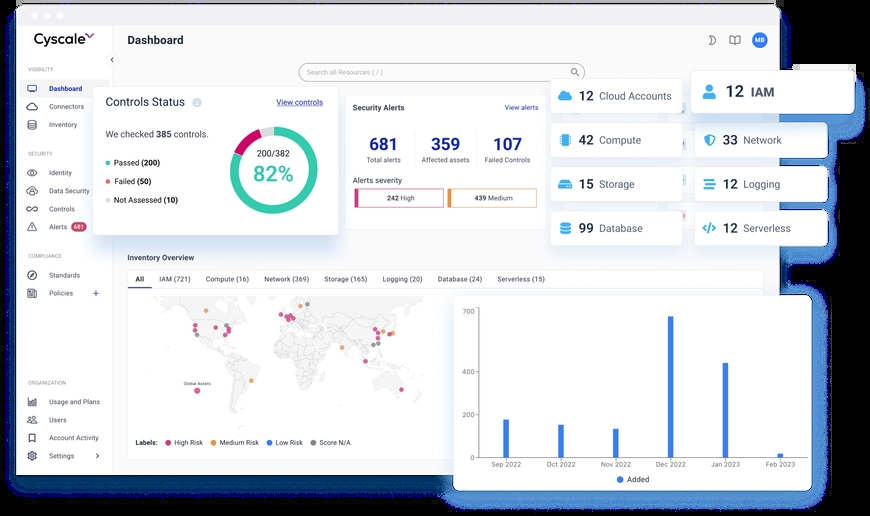 Cyscale
Dashboard
MB
VISIBILITY
Dashboard
Connectors
Inventory
SECURITY
Identity
Data Security
Controls
Alerts 681
COMPLIANCE
Standards
Policies +
ORGANIZATION
Usage and Plans
Users
Account Activity
Settings
Search all Resources ( / )
Controls Status
View controls
We checked 385 controls.
Passed (200)
Failed (50)
Not Assessed (10)
200/382
82%
Security Alerts
View alerts
681 359 107
Total alerts Affected assets Failed Controls
Alerts severity
242 High 439 Medium
12 Cloud Accounts
12 IAM
42 Compute
33 Network
15 Storage
12 Logging
99 Database
12 Serverless
Inventory Overview
All IAM (721) Compute (16) Network (369) Storage (165) Logging (20) Database (24) Serverless (15)
Global Assets
Labels: High Risk Medium Risk Low Risk Score N/A
700
400
200
0
Sep 2022 Oct 2022 Nov 2022 Dec 2022 Jan 2023 Feb 2023
Added